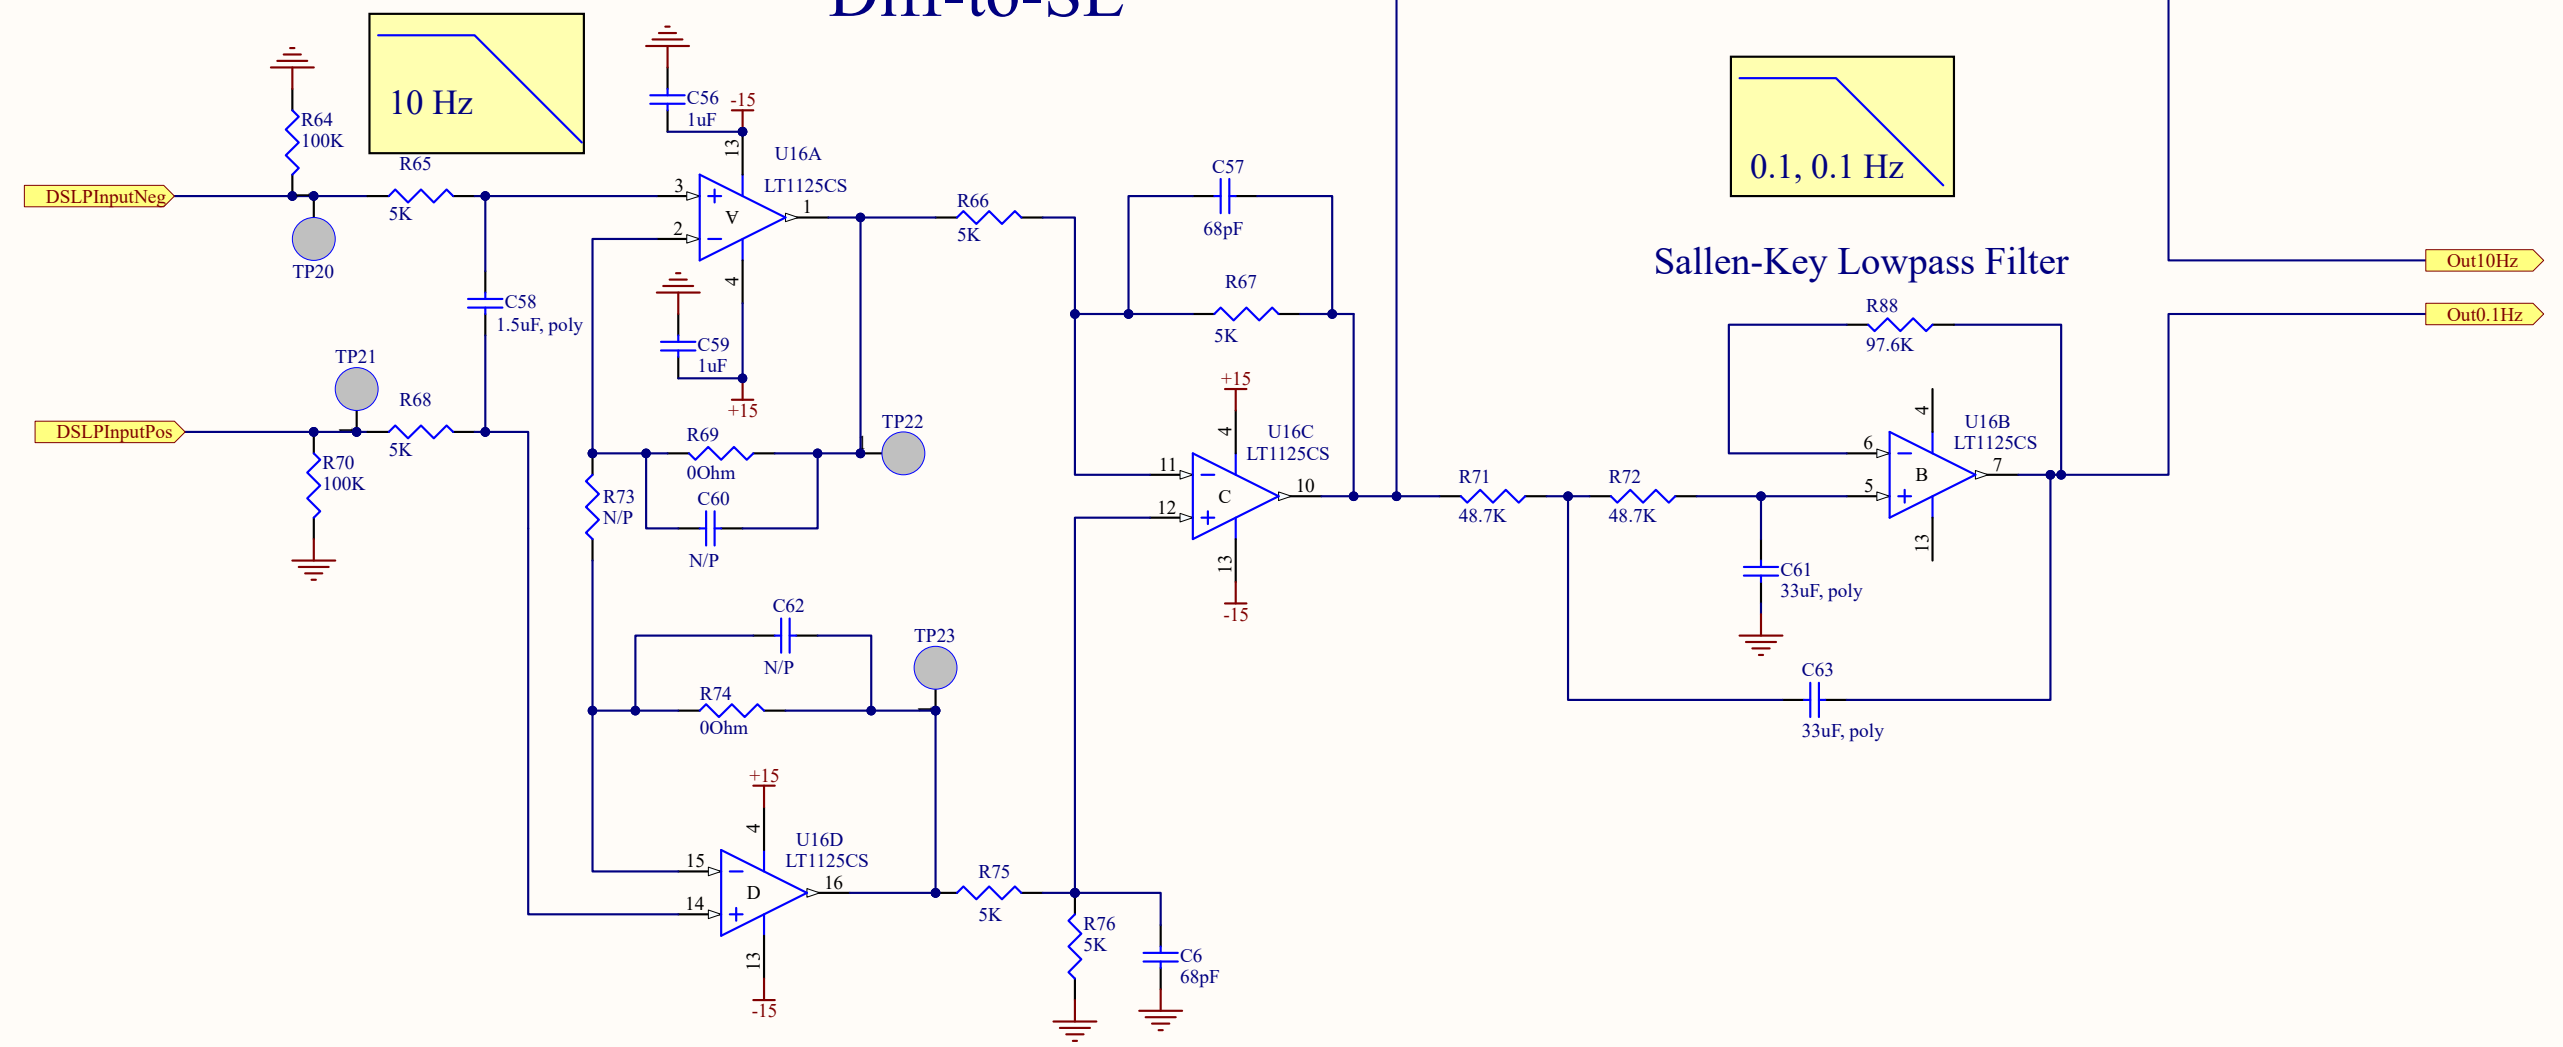 Diff-to-SE
10 Hz
R64
100K
DSLPInputNeg
TP20
R65
5K
C58
1.5uF, poly
TP21
DSLPInputPos
R68
5K
R70
100K
C56
1uF
-15
13
U16A
LT1125CS
3
2
A
1
4
C59
1uF
+15
R66
5K
TP22
R69
0Ohm
C60
N/P
R73
N/P
C62
N/P
R74
0Ohm
TP23
+15
4
U16D
LT1125CS
15
14
D
16
13
-15
R75
5K
R76
5K
C6
68pF
C57
68pF
R67
5K
+15
4
U16C
LT1125CS
11
12
C
10
13
-15
R71
48.7K
R72
48.7K
0.1, 0.1 Hz
Sallen-Key Lowpass Filter
R88
97.6K
4
U16B
LT1125CS
6
5
B
7
13
C61
33uF, poly
C63
33uF, poly
Out10Hz
Out0.1Hz